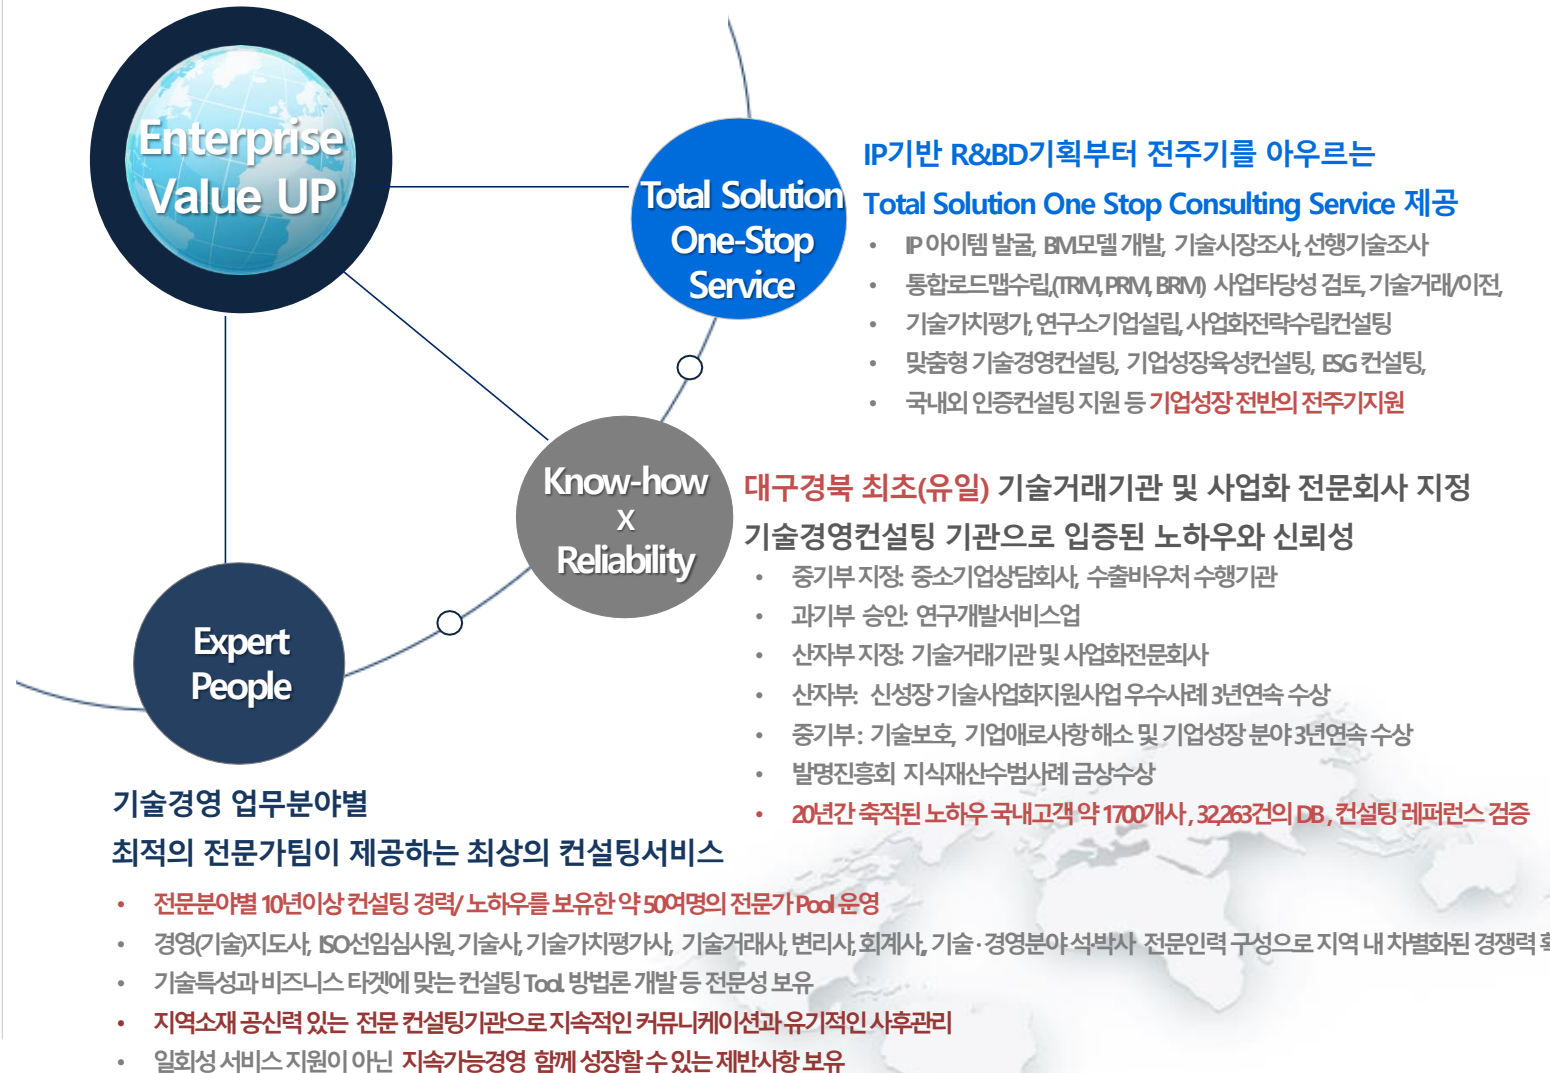 Enterprise
Value UP
Total Solution
One-Stop
Service
IP기반 R&BD기획부터 전주기를 아우르는
Total Solution One Stop Consulting Service 제공
• IP 아이템 발굴, BM모델 개발, 기술시장조사, 선행기술조사
• 통합로드맵수립,(TRM, PRM, BRM) 사업타당성 검토, 기술거래/이전,
• 기술가치평가, 연구소기업설립, 사업화전략수립컨설팅
• 맞춤형 기술경영컨설팅, 기업성장육성컨설팅, ESG 컨설팅,
• 국내외 인증컨설팅 지원 등 기업성장 전반의 전주기지원
Know-how
X
Reliability
대구경북 최초(유일) 기술거래기관 및 사업화 전문회사 지정
기술경영컨설팅 기관으로 입증된 노하우와 신뢰성
• 중기부 지정: 중소기업상담회사, 수출바우처 수행기관
• 과기부 승인: 연구개발서비스업
• 산자부 지정: 기술거래기관 및 사업화전문회사
• 산자부: 신성장 기술사업화지원사업 우수사례 3년연속 수상
• 중기부 : 기술보호, 기업애로사항 해소 및 기업성장 분야 3년연속 수상
• 발명진흥회 지식재산수범사례 금상수상
• 20년간 축적된 노하우 국내고객 약 1700개사 , 32,263건의 DB , 컨설팅 레퍼런스 검증
Expert
People
기술경영 업무분야별
최적의 전문가팀이 제공하는 최상의 컨설팅서비스
• 전문분야별 10년이상 컨설팅 경력/ 노하우를 보유한 약 50여명의 전문가 Pool 운영
• 경영(기술)지도사, ISO선임심사원, 기술사, 기술가치평가사, 기술거래사, 변리사, 회계사, 기술·경영분야 석·박사 전문인력 구성으로 지역 내 차별화된 경쟁력
• 기술특성과 비즈니스 타겟에 맞는 컨설팅 Tool, 방법론 개발 등 전문성 보유
• 지역소재 공신력 있는 전문 컨설팅기관으로 지속적인 커뮤니케이션과 유기적인 사후관리
• 일회성 서비스 지원이 아닌 지속가능경영 함께 성장할 수 있는 제반사항 보유